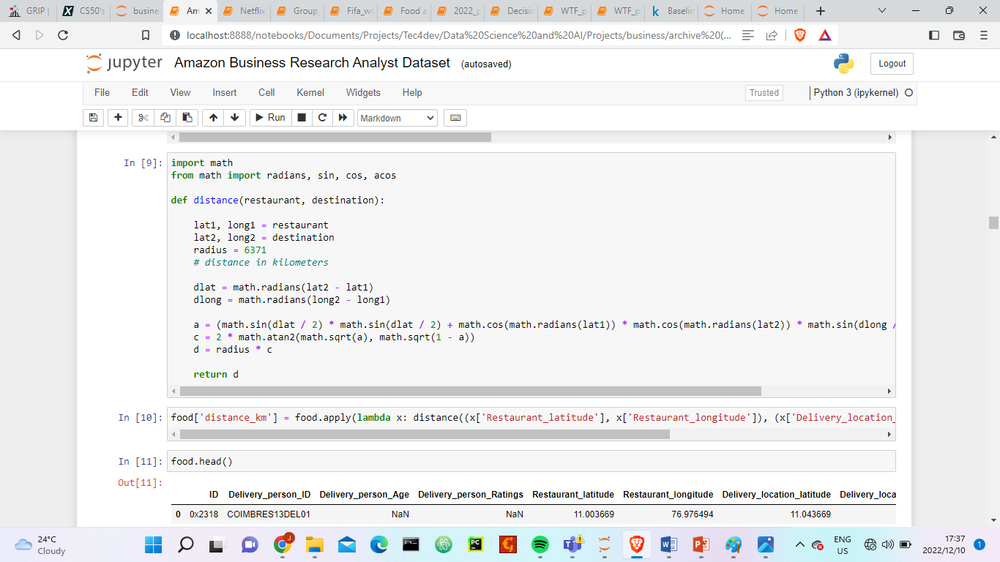 GRIP |
CS50's
busine
Am
Netflix
Group_
Fifa_wo
Food a
2022_p
Decisic
WTF_p
WTF_p
Baselin
Home
Home
localhost:8888/notebooks/Documents/Projects/Tec4dev/Data%20Science%20and%20AI/Projects/business/archive%20(...
jupyter Amazon Business Research Analyst Dataset (autosaved)
Logout
File Edit View Insert Cell Kernel Widgets Help
Trusted
Python 3 (ipykernel)
Run
Markdown
In [9]:
import math
from math import radians, sin, cos, acos
def distance(restaurant, destination):
lat1, long1 = restaurant
lat2, long2 = destination
radius = 6371
# distance in kilometers
dlat = math.radians(lat2 - lat1)
dlong = math.radians(long2 - long1)
a = (math.sin(dlat / 2) * math.sin(dlat / 2) + math.cos(math.radians(lat1)) * math.cos(math.radians(lat2)) * math.sin(dlong /
c = 2 * math.atan2(math.sqrt(a), math.sqrt(1 - a))
d = radius * c
return d
In [10]: food['distance_km'] = food.apply(lambda x: distance((x['Restaurant_latitude'], x['Restaurant_longitude']), (x['Delivery_location_
In [11]: food.head()
Out[11]:
ID Delivery_person_ID Delivery_person_Age Delivery_person_Ratings Restaurant_latitude Restaurant_longitude Delivery_location_latitude Delivery_loca
0 0x2318 COIMBRES13DEL01 NaN NaN 11.003669 76.976494 11.043669
24°C
Cloudy
ENG
US
17:37
2022/12/10
1